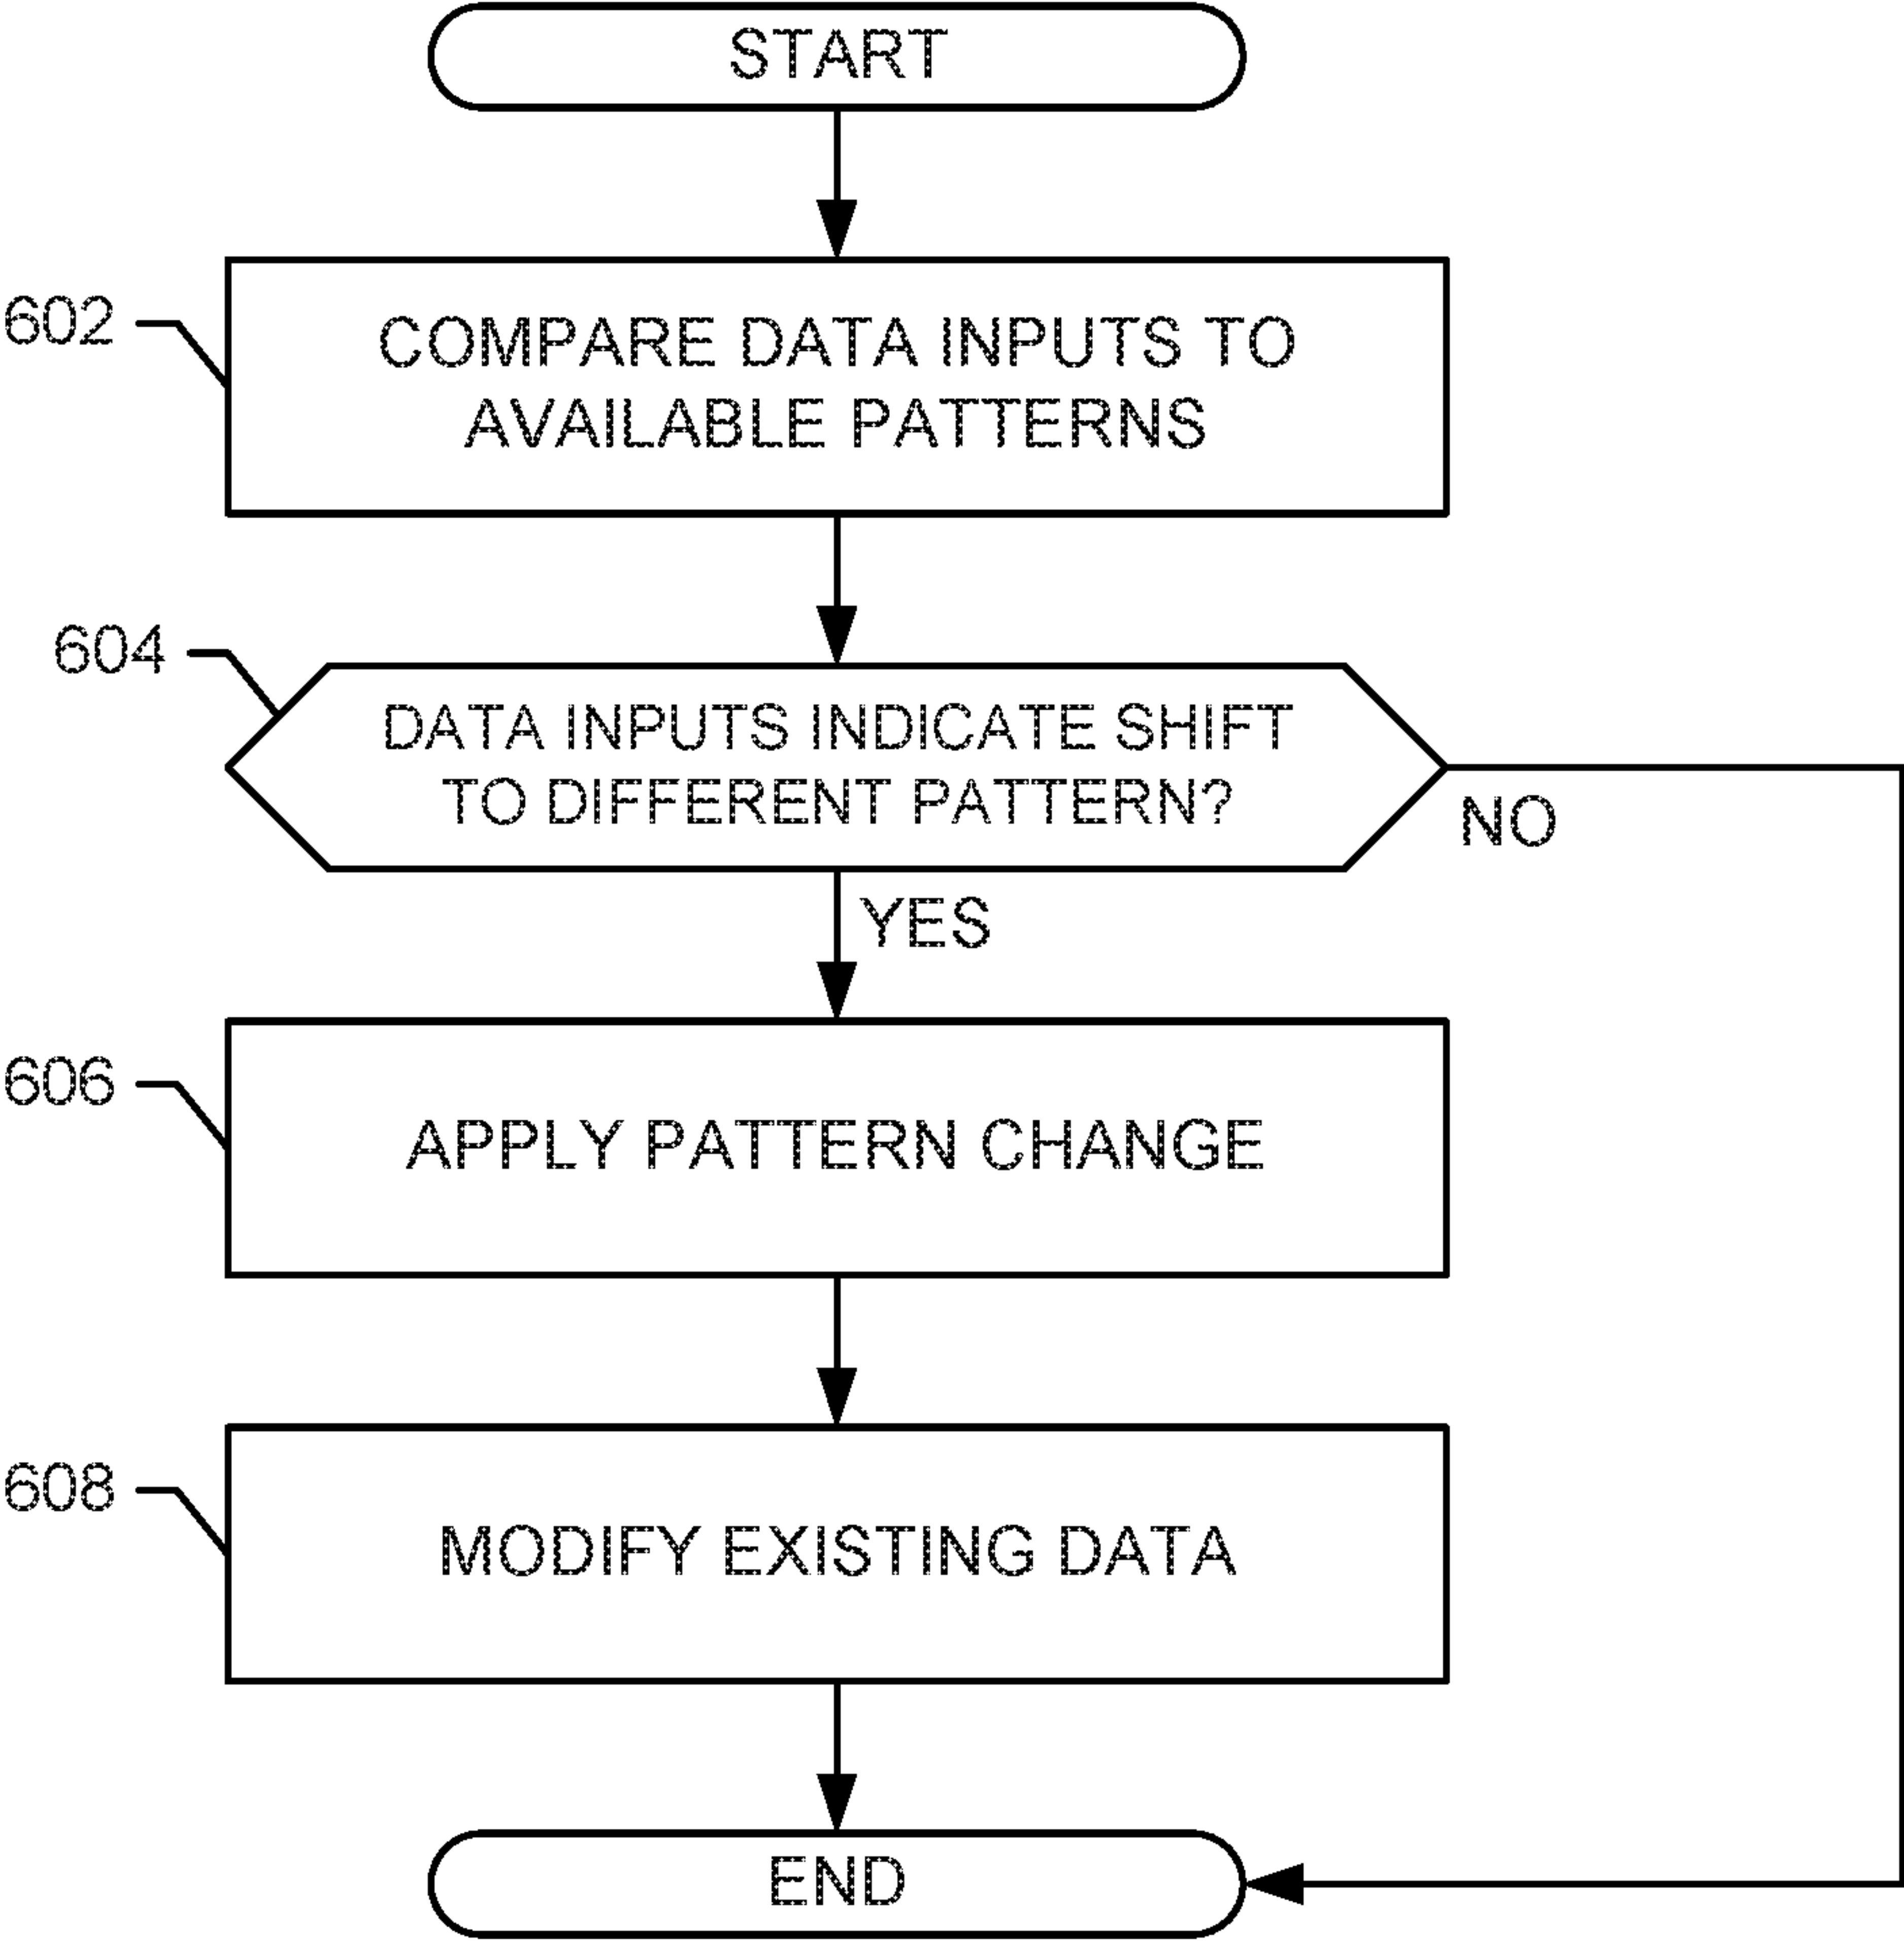 START
602
COMPARE DATA INPUTS TO
AVAILABLE PATTERNS
604
DATA INPUTS INDICATE SHIFT
TO DIFFERENT PATTERN?
NO
YES
606
APPLY PATTERN CHANGE
608
MODIFY EXISTING DATA
END